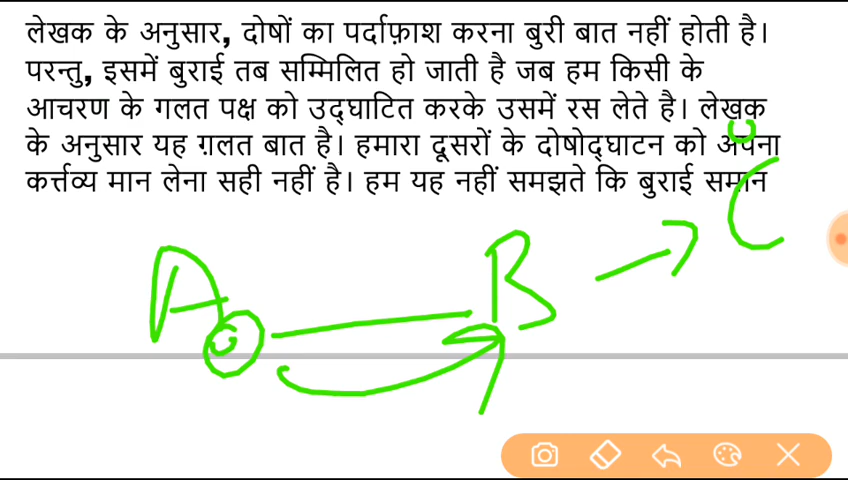 लेखक के अनुसार, दोषों का पर्दाफ़ाश करना बुरी बात नहीं होती है।
परन्तु, इसमें बुराई तब सम्मिलित हो जाती है जब हम किसी के
आचरण के गलत पक्ष को उद्घाटित करके उसमें रस लेते है। लेखक
के अनुसार यह ग़लत बात है। हमारा दूसरों के दोषोद्घाटन को अपना
कर्त्तव्य मान लेना सही नहीं है। हम यह नहीं समझते कि बुराई समान
A B C